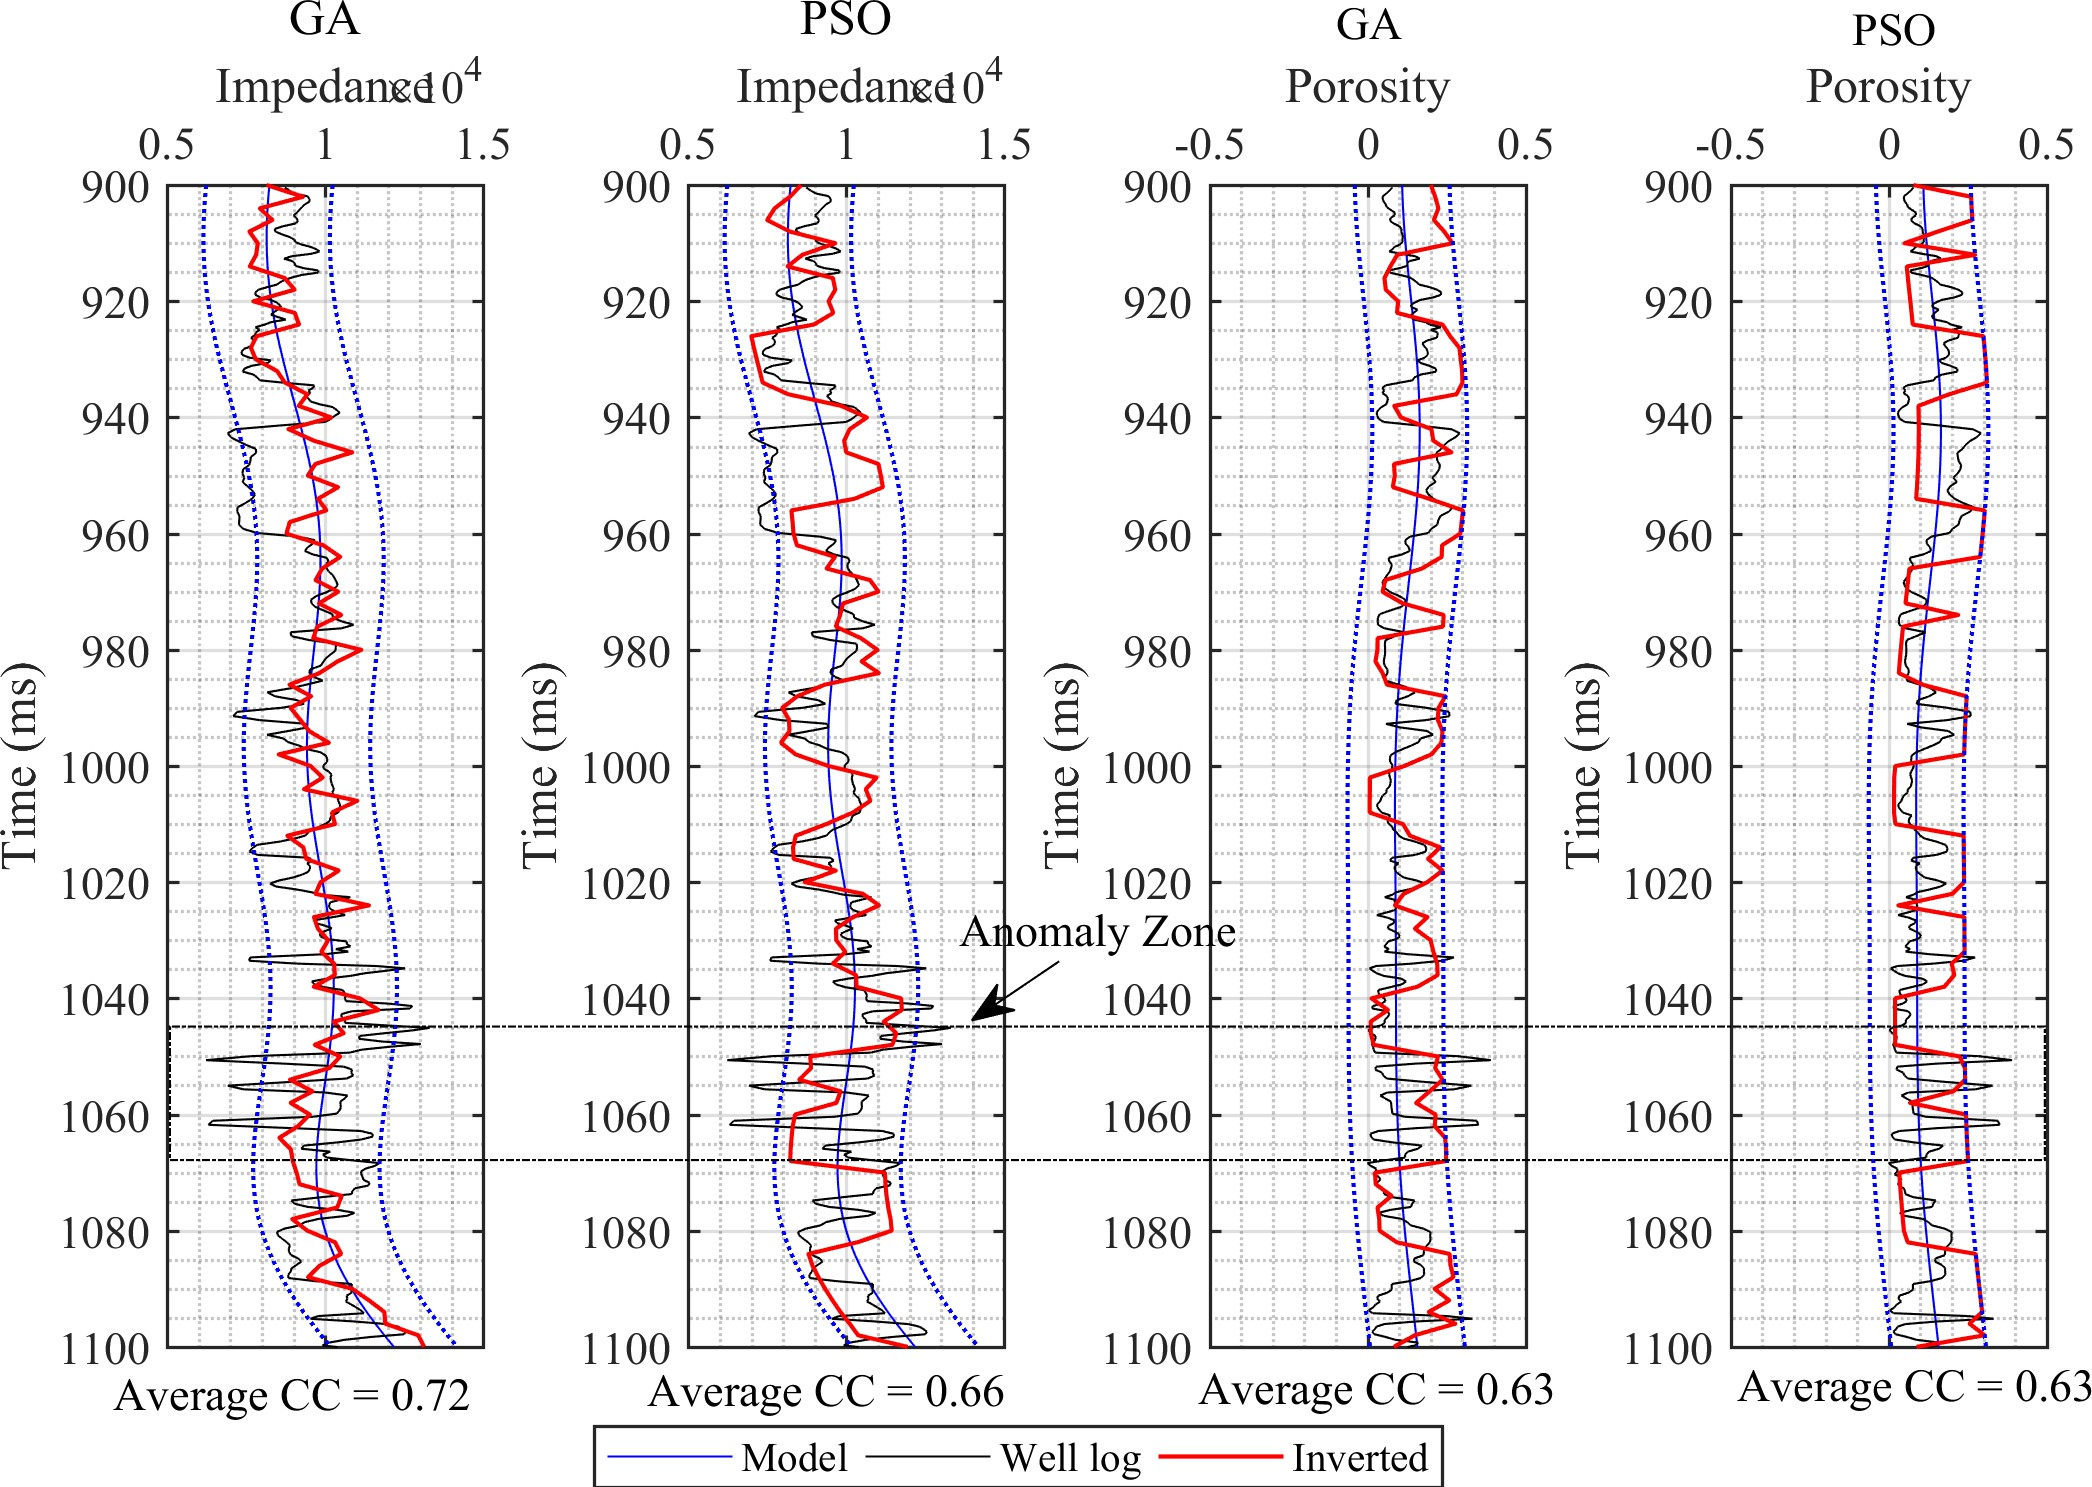 GA
Impedance ×10⁴
0.5 1 1.5
900
920
940
960
980
1000
1020
1040
1060
1080
1100
Time (ms)
Average CC = 0.72
PSO
Impedance ×10⁴
0.5 1 1.5
900
920
940
960
980
1000
1020
1040
1060
1080
1100
Time (ms)
Average CC = 0.66
Anomaly Zone
GA
Porosity
-0.5 0 0.5
900
920
940
960
980
1000
1020
1040
1060
1080
1100
Time (ms)
Average CC = 0.63
PSO
Porosity
-0.5 0 0.5
900
920
940
960
980
1000
1020
1040
1060
1080
1100
Time (ms)
Average CC = 0.63
Model Well log Inverted